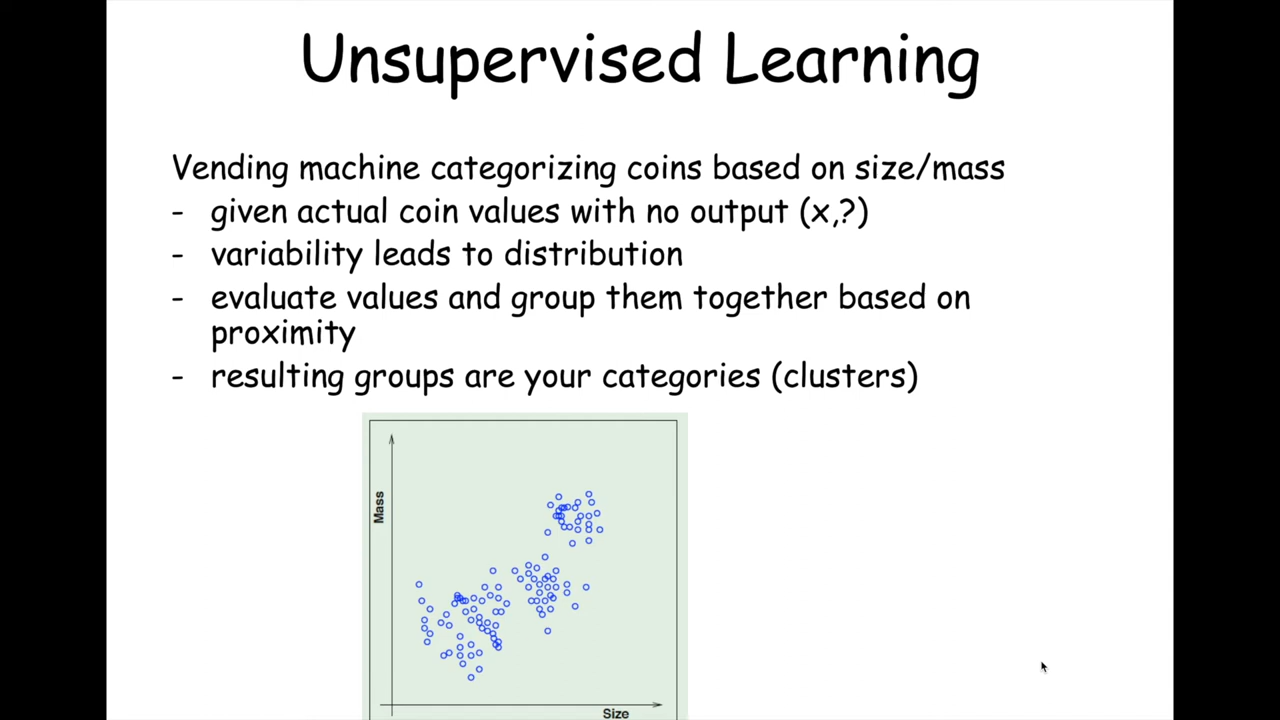 Unsupervised Learning
Vending machine categorizing coins based on size/mass
- given actual coin values with no output (x,?)
- variability leads to distribution
- evaluate values and group them together based on
proximity
- resulting groups are your categories (clusters)
Mass
Size